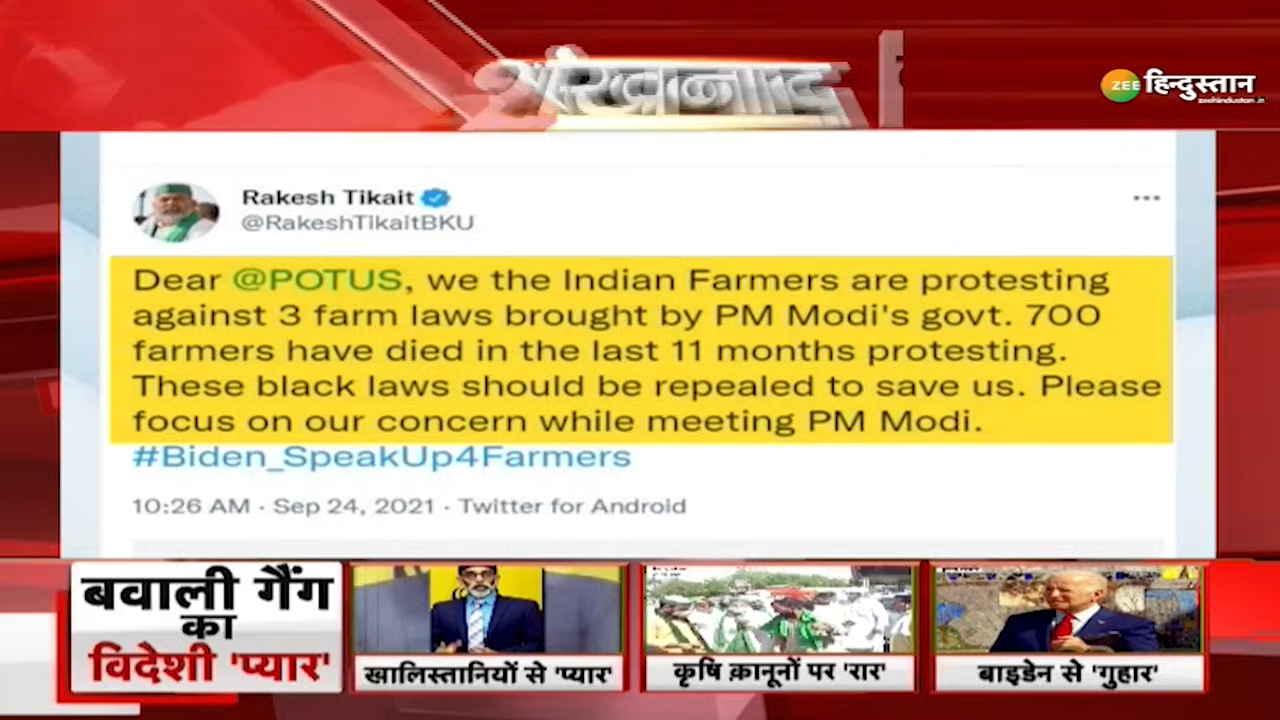 शंखनाद
ZEE हिन्दुस्तान
zeehindustan.in
Rakesh Tikait
@RakeshTikaitBKU
Dear @POTUS, we the Indian Farmers are protesting
against 3 farm laws brought by PM Modi's govt. 700
farmers have died in the last 11 months protesting.
These black laws should be repealed to save us. Please
focus on our concern while meeting PM Modi.
#Biden_SpeakUp4Farmers
10:26 AM · Sep 24, 2021 · Twitter for Android
बवाली गैंग
का
विदेशी 'प्यार'
खालिस्तानियों से 'प्यार'
कृषि क़ानूनों पर 'रार'
बाइडेन से 'गुहार'